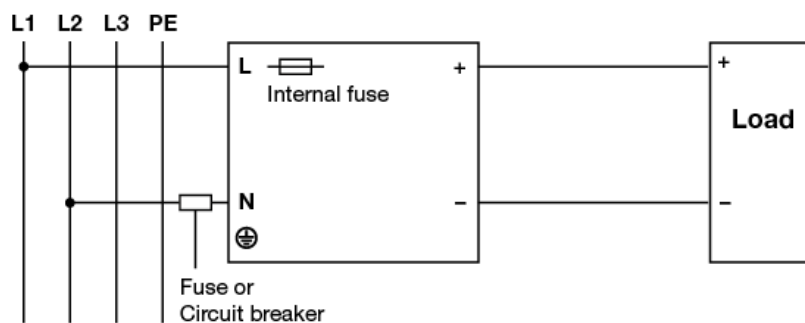 L1 L2 L3 PE
L + +
Internal fuse
Load
N − −
Fuse or
Circuit breaker